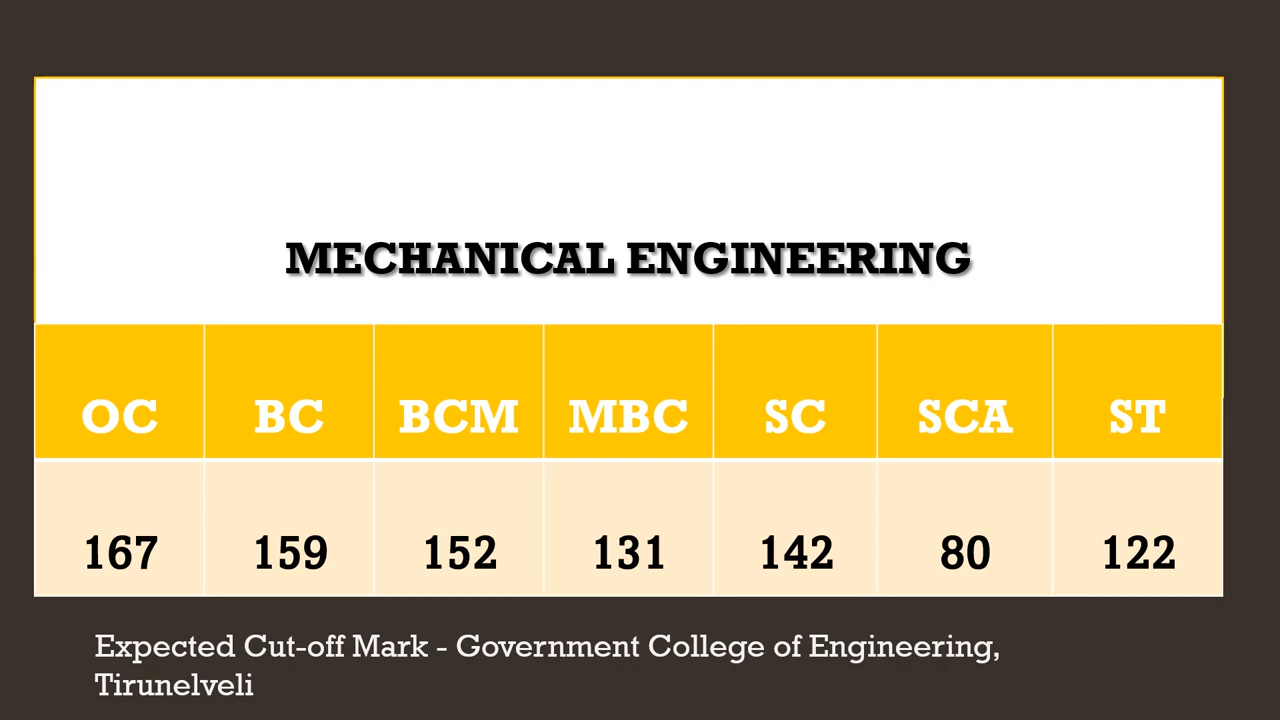 MECHANICAL ENGINEERING
OC BC BCM MBC SC SCA ST
167 159 152 131 142 80 122
Expected Cut-off Mark - Government College of Engineering,
Tirunelveli